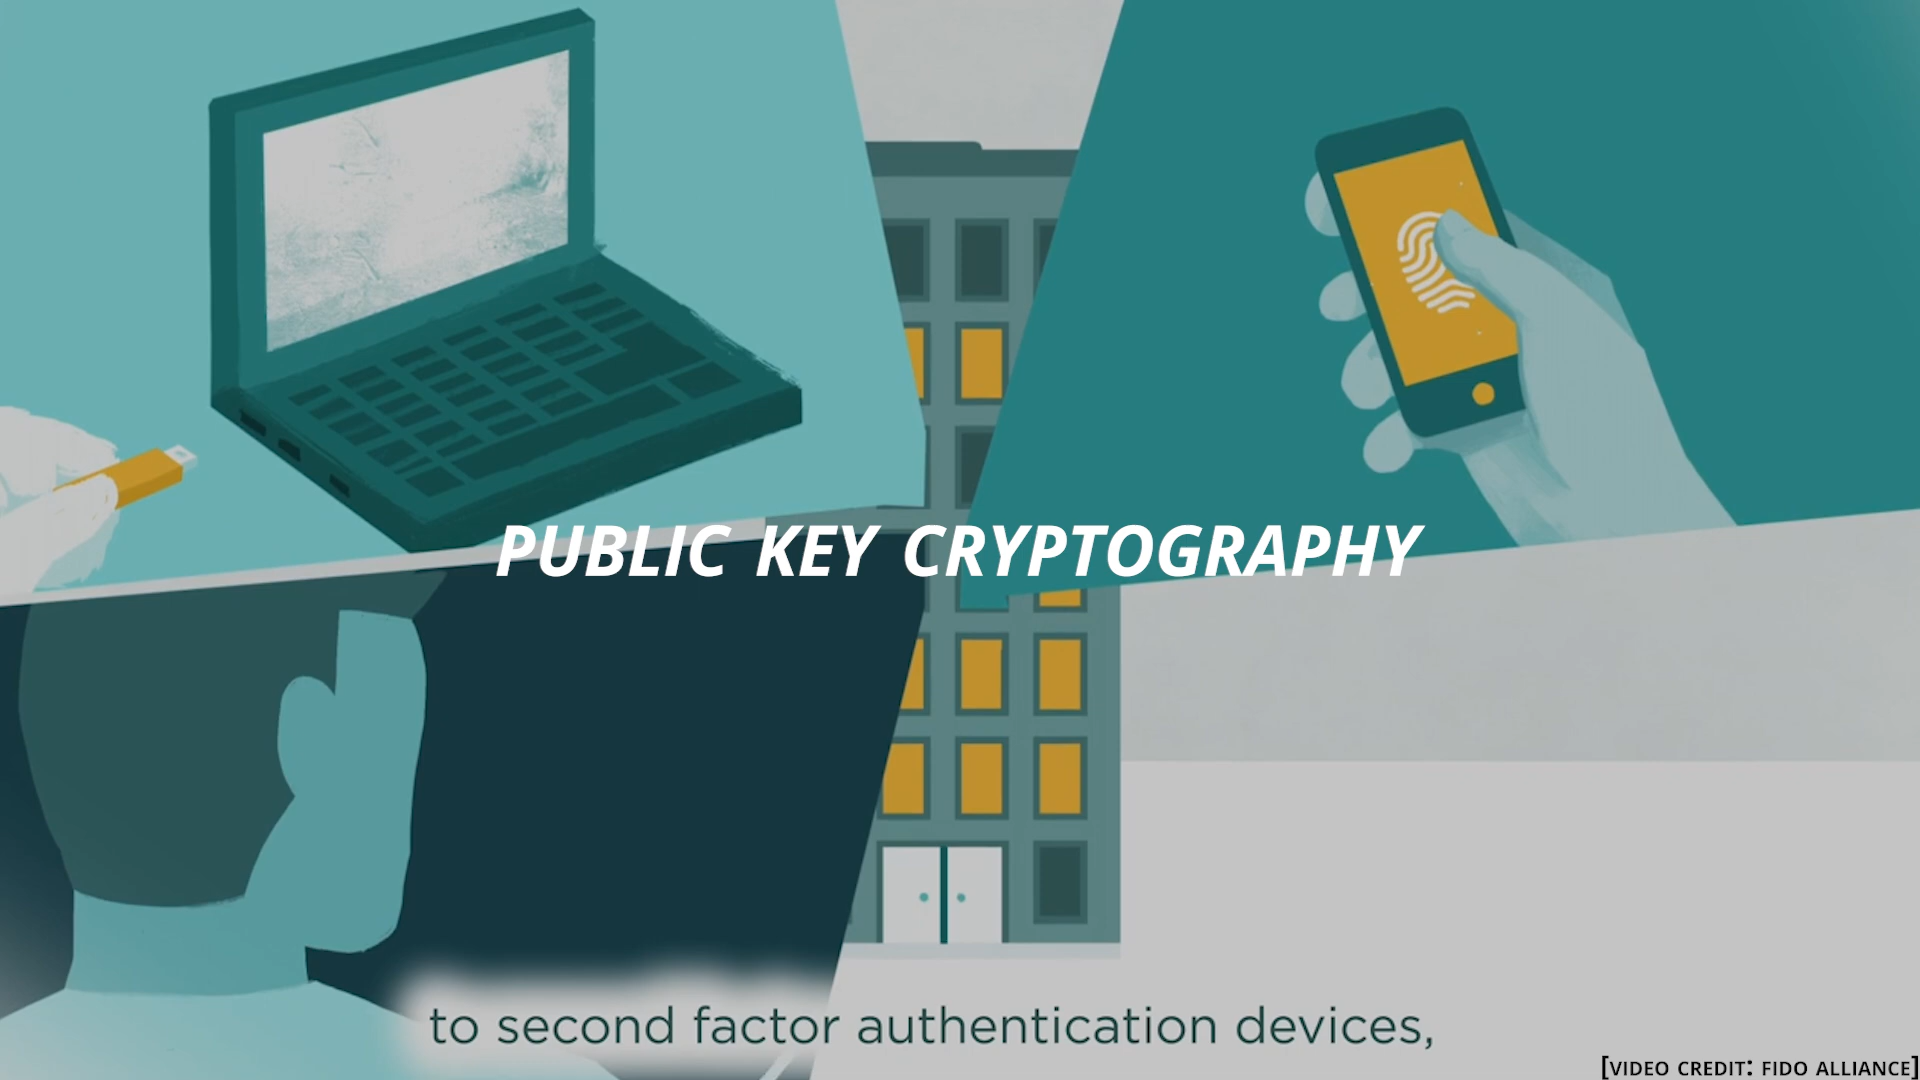 PUBLIC KEY CRYPTOGRAPHY
to second factor authentication devices,
[VIDEO CREDIT: FIDO ALLIANCE]